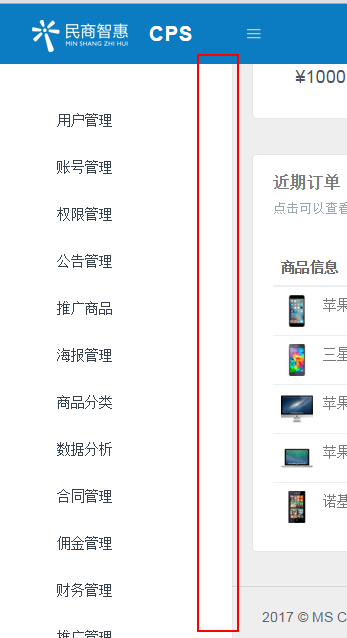 民商智惠
MIN SHANG ZHI HUI
CPS
用户管理
账号管理
权限管理
公告管理
推广商品
海报管理
商品分类
数据分析
合同管理
佣金管理
财务管理
推广管理
¥1000
近期订单
点击可以查看
商品信息
苹果
三星
苹果
苹果
诺基
2017 © MS C